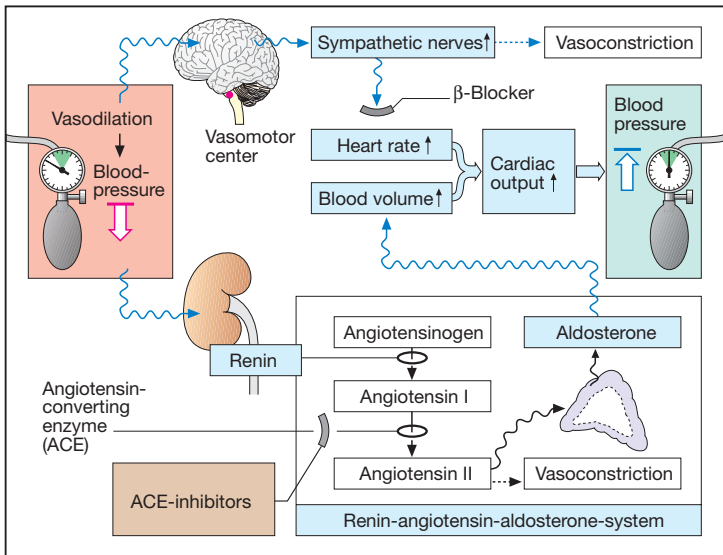 Sympathetic nerves
Vasoconstriction
β-Blocker
Vasomotor
center
Vasodilation
Blood-
pressure
Heart rate
Blood volume
Cardiac
output
Blood
pressure
Renin
Angiotensinogen
Aldosterone
Angiotensin I
Angiotensin-
converting
enzyme
(ACE)
Angiotensin II
Vasoconstriction
ACE-inhibitors
Renin-angiotensin-aldosterone-system